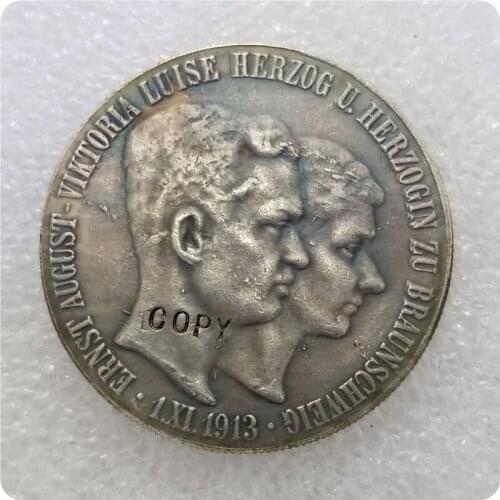 ERNST AUGUST - VIKTORIA LUISE HERZOG U. HERZOGIN ZU BRAUNSCHWEIG
· 1.XI.1913 ·
COPY